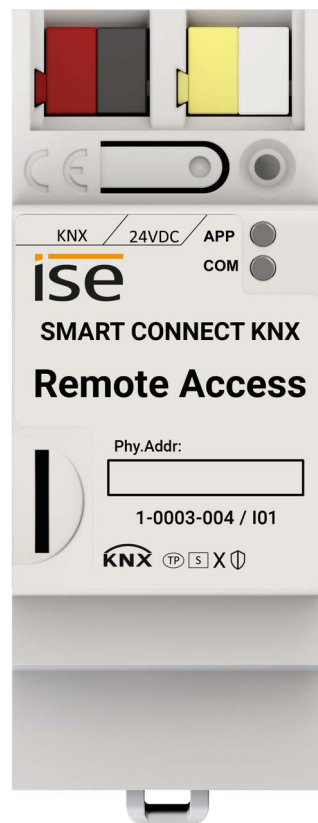 CE
KNX / 24VDC / APP
COM
ise
SMART CONNECT KNX
Remote Access
Phy.Addr:
1-0003-004 / I01
KNX TP S X